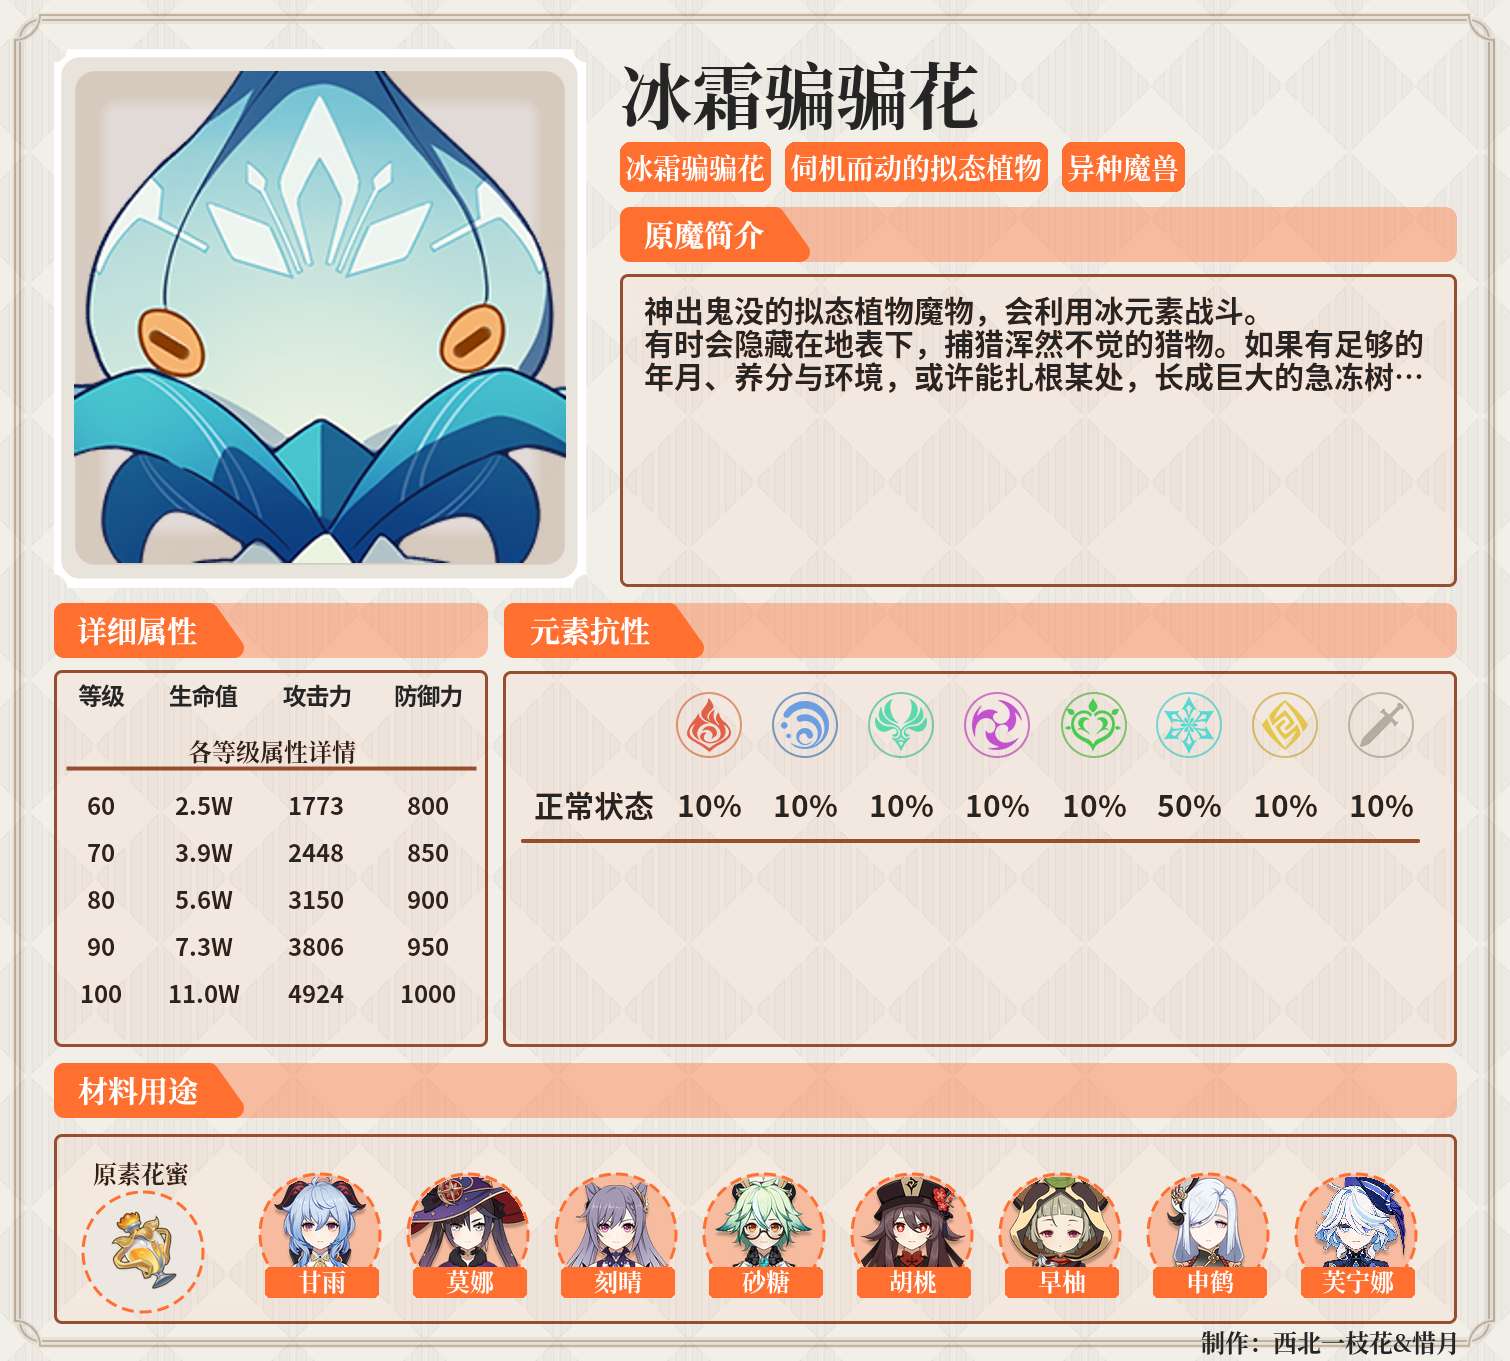 冰霜骗骗花
冰霜骗骗花 伺机而动的拟态植物 异种魔兽
原魔简介
神出鬼没的拟态植物魔物，会利用冰元素战斗。
有时会隐藏在地表下，捕猎浑然不觉的猎物。如果有足够的
年月、养分与环境，或许能扎根某处，长成巨大的急冻树…
详细属性
元素抗性
等级 生命值 攻击力 防御力
各等级属性详情
60 2.5W 1773 800
70 3.9W 2448 850
80 5.6W 3150 900
90 7.3W 3806 950
100 11.0W 4924 1000
正常状态 10% 10% 10% 10% 10% 50% 10% 10%
材料用途
原素花蜜
甘雨 莫娜 刻晴 砂糖 胡桃 早柚 申鹤 芙宁娜
制作：西北一枝花&惜月